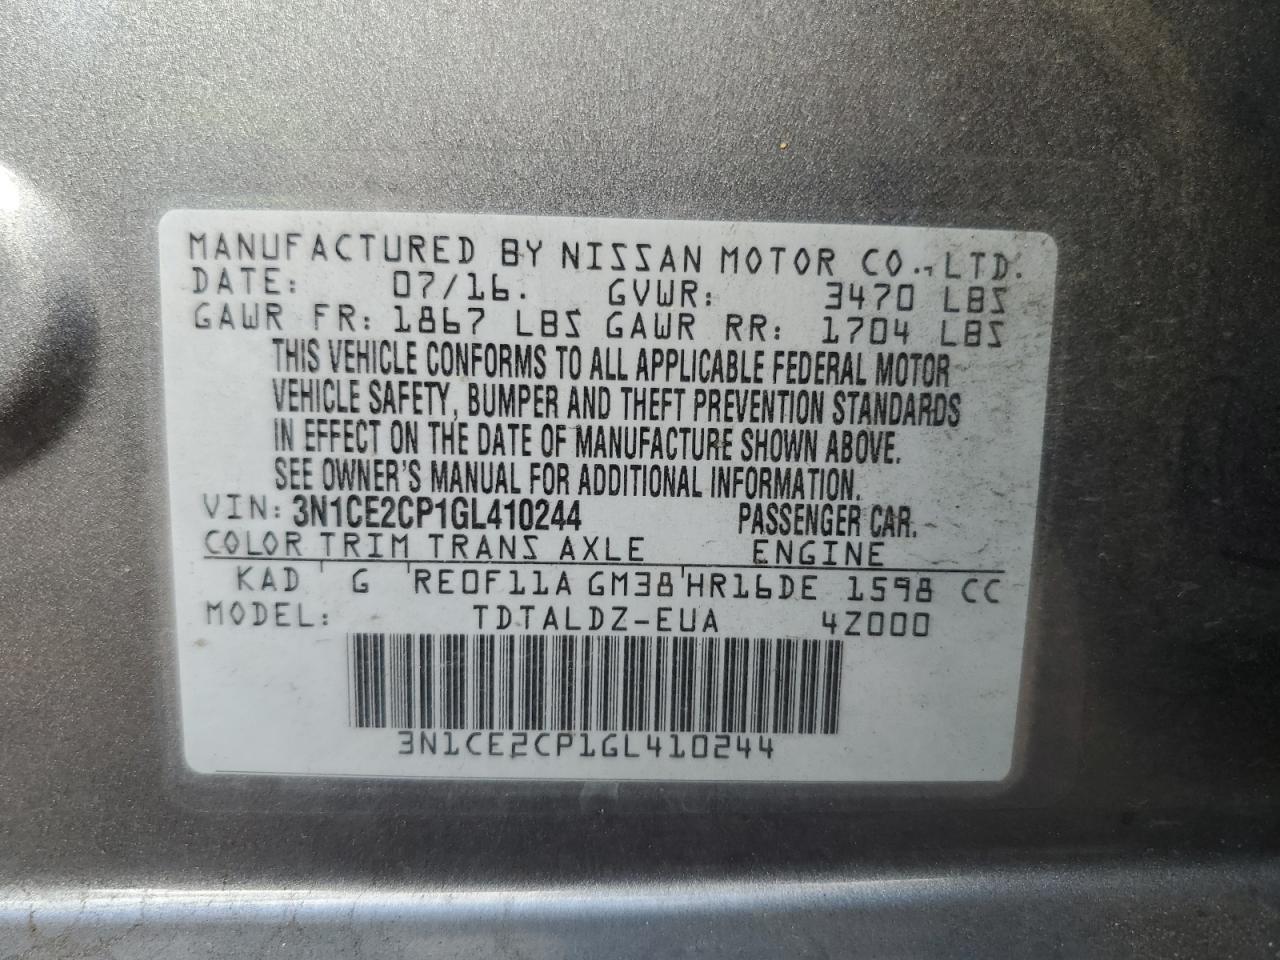 MANUFACTURED BY NISSAN MOTOR CO., LTD.
DATE: 07/16. GVWR: 3470 LBS
GAWR FR: 1867 LBS GAWR RR: 1704 LBS
THIS VEHICLE CONFORMS TO ALL APPLICABLE FEDERAL MOTOR
VEHICLE SAFETY, BUMPER AND THEFT PREVENTION STANDARDS
IN EFFECT ON THE DATE OF MANUFACTURE SHOWN ABOVE.
SEE OWNER'S MANUAL FOR ADDITIONAL INFORMATION.
VIN: 3N1CE2CP1GL410244 PASSENGER CAR.
COLOR TRIM TRANS AXLE ENGINE
KAD G RE0F11A GM38 HR16DE 1598 CC
MODEL: TDTALDZ-EUA 4Z000
3N1CE2CP1GL410244